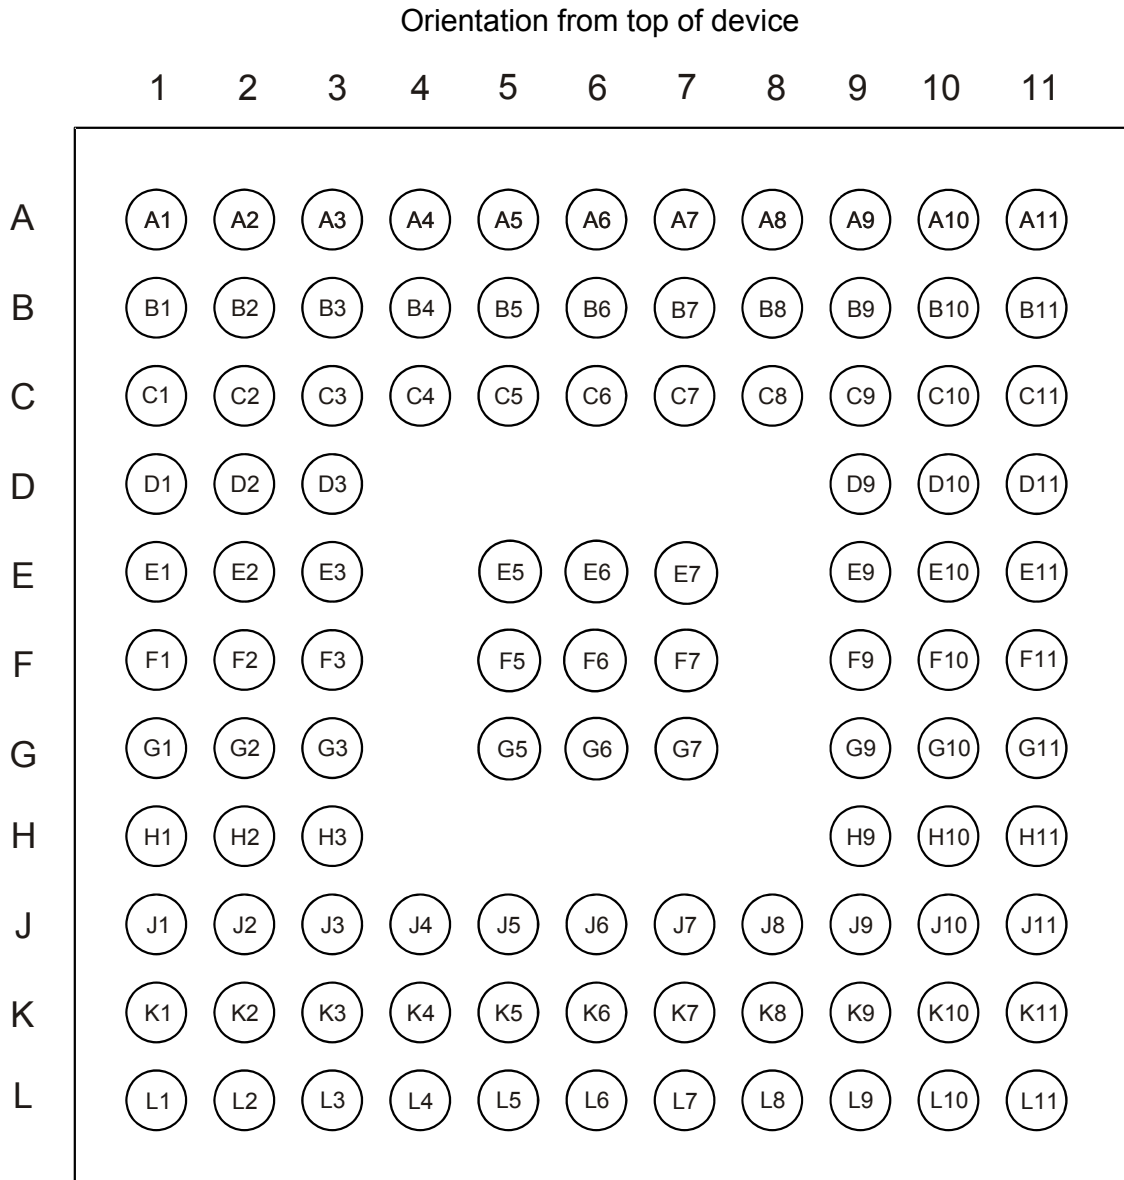 Orientation from top of device
1 2 3 4 5 6 7 8 9 10 11
A A1 A2 A3 A4 A5 A6 A7 A8 A9 A10 A11
B B1 B2 B3 B4 B5 B6 B7 B8 B9 B10 B11
C C1 C2 C3 C4 C5 C6 C7 C8 C9 C10 C11
D D1 D2 D3 D9 D10 D11
E E1 E2 E3 E5 E6 E7 E9 E10 E11
F F1 F2 F3 F5 F6 F7 F9 F10 F11
G G1 G2 G3 G5 G6 G7 G9 G10 G11
H H1 H2 H3 H9 H10 H11
J J1 J2 J3 J4 J5 J6 J7 J8 J9 J10 J11
K K1 K2 K3 K4 K5 K6 K7 K8 K9 K10 K11
L L1 L2 L3 L4 L5 L6 L7 L8 L9 L10 L11